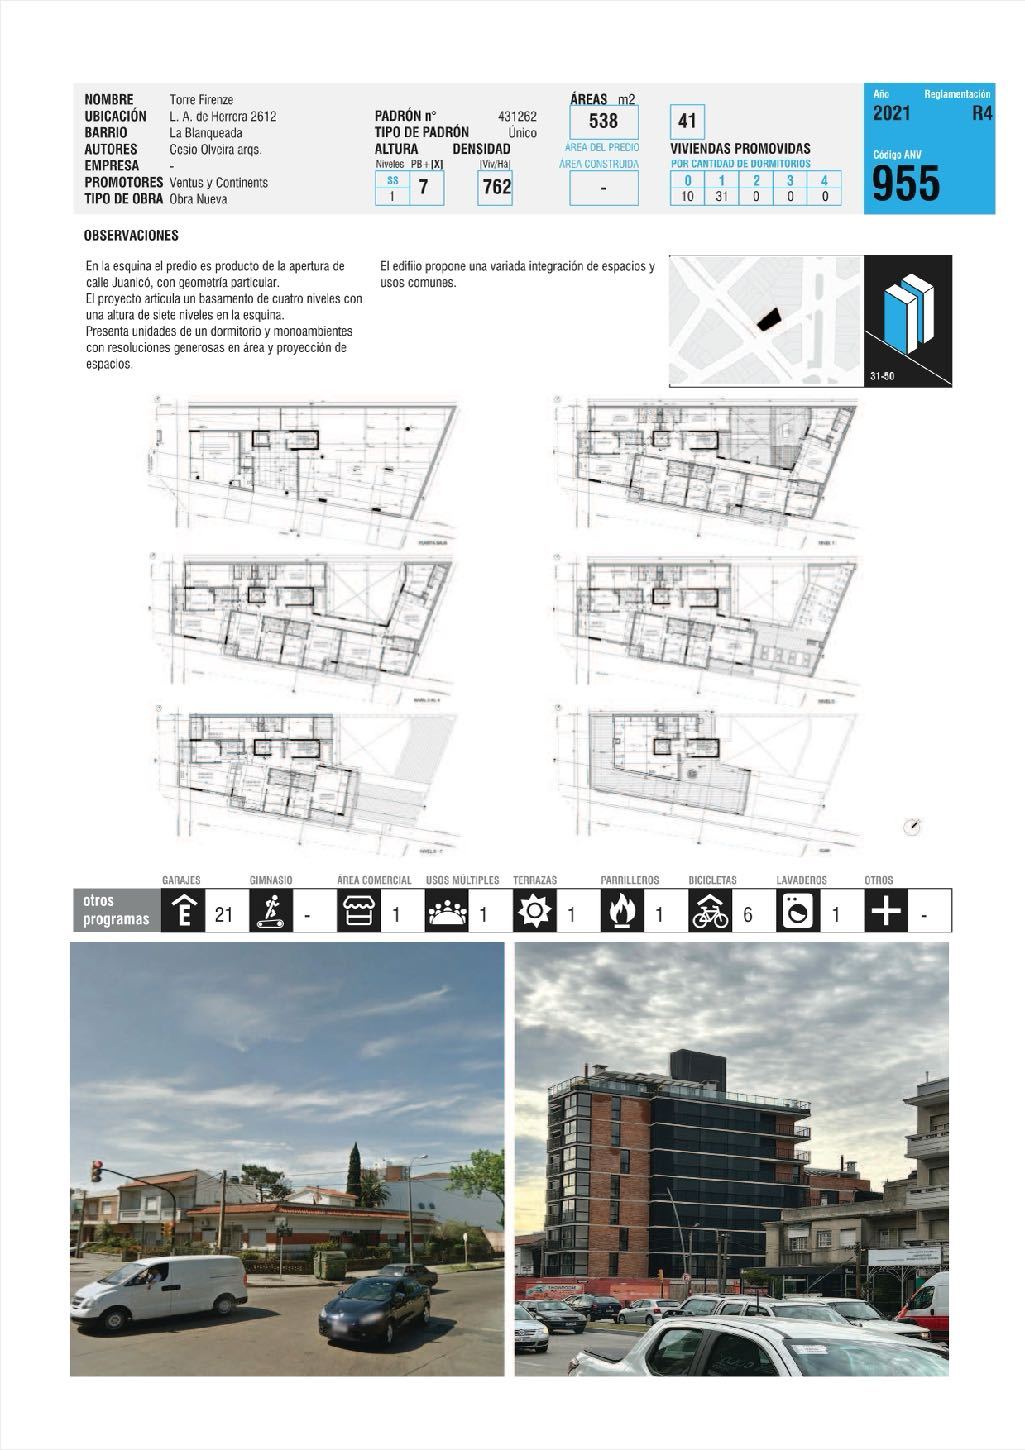 NOMBRE Torre Firenze
UBICACIÓN L. A. de Herrera 2612
BARRIO La Blanqueada
AUTORES Cesio Olveira arqs.
EMPRESA -
PROMOTORES Ventus y Continents
TIPO DE OBRA Obra Nueva
PADRÓN n° 431262
TIPO DE PADRÓN Único
ALTURA DENSIDAD
Niveles PB+[X] [Viv/Há]
SS 7 762
1
ÁREAS m2
538
ÁREA DEL PREDIO
ÁREA CONSTRUIDA
-
41
VIVIENDAS PROMOVIDAS
POR CANTIDAD DE DORMITORIOS
0 1 2 3 4
10 31 0 0 0
Año Reglamentación
2021 R4
Código ANV
955
OBSERVACIONES
En la esquina el predio es producto de la apertura de
calle Juanicó, con geometría particular.
El proyecto articula un basamento de cuatro niveles con
una altura de siete niveles en la esquina.
Presenta unidades de un dormitorio y monoambientes
con resoluciones generosas en área y proyección de
espacios.
El edifiio propone una variada integración de espacios y
usos comunes.
31-50
PLANTA BAJA
NIVEL 1
otros
programas
GARAJES GIMNASIO ÁREA COMERCIAL USOS MÚLTIPLES TERRAZAS PARRILLEROS BICICLETAS LAVADEROS OTROS
E 21 - 1 1 1 1 6 1 -